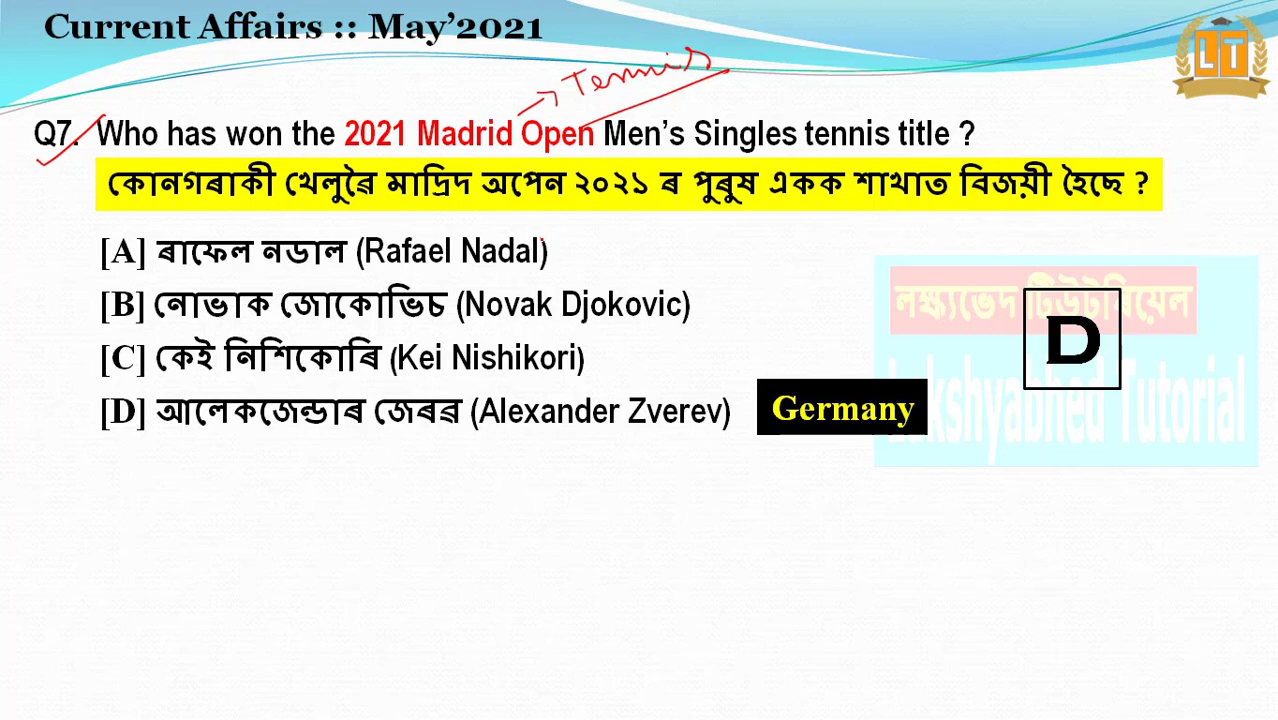 Current Affairs :: May'2021
LT
Tennis
Q7. Who has won the 2021 Madrid Open Men's Singles tennis title ?
কোনগৰাকী খেলুৱৈ মাদ্ৰিদ অপেন ২০২১ ৰ পুৰুষ একক শাখাত বিজয়ী হৈছে ?
[A] ৰাফেল নডাল (Rafael Nadal)
[B] নোভাক জোকোভিচ (Novak Djokovic)
[C] কেই নিশিকোৰি (Kei Nishikori)
[D] আলেকজেন্ডাৰ জেৰৱ (Alexander Zverev)
Germany
লক্ষ্যভেদ টিউটৰিয়েল
D
Lakshyabhed Tutorial